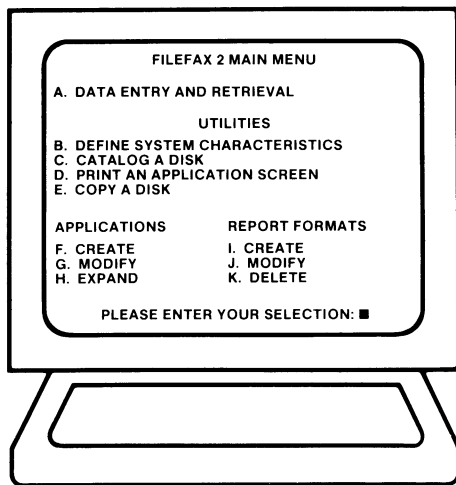 FILEFAX 2 MAIN MENU
A. DATA ENTRY AND RETRIEVAL
UTILITIES
B. DEFINE SYSTEM CHARACTERISTICS
C. CATALOG A DISK
D. PRINT AN APPLICATION SCREEN
E. COPY A DISK
APPLICATIONS REPORT FORMATS
F. CREATE I. CREATE
G. MODIFY J. MODIFY
H. EXPAND K. DELETE
PLEASE ENTER YOUR SELECTION: ■